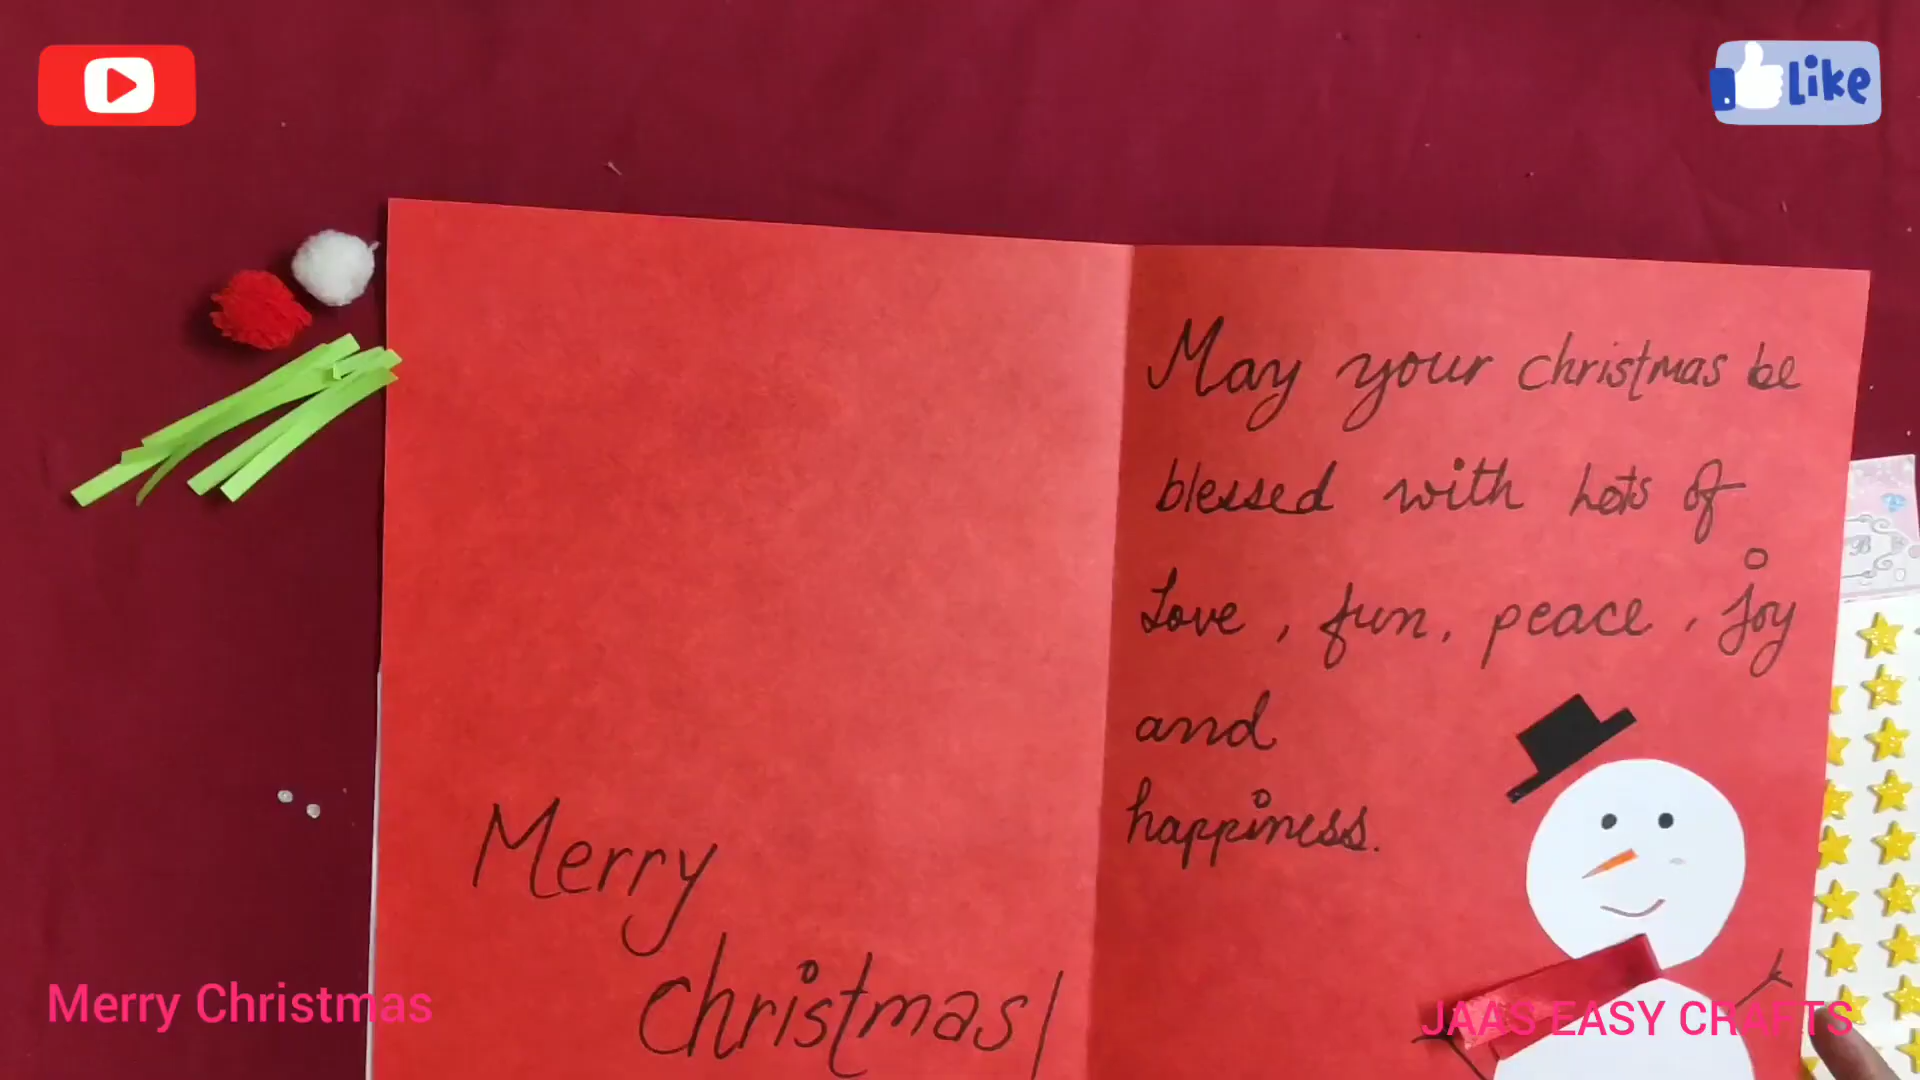 Like
May your christmas be
blessed with lots of
Love, fun, peace, joy
and
happiness.
Merry
christmas!
Merry Christmas
JAAS EASY CRAFTS
B